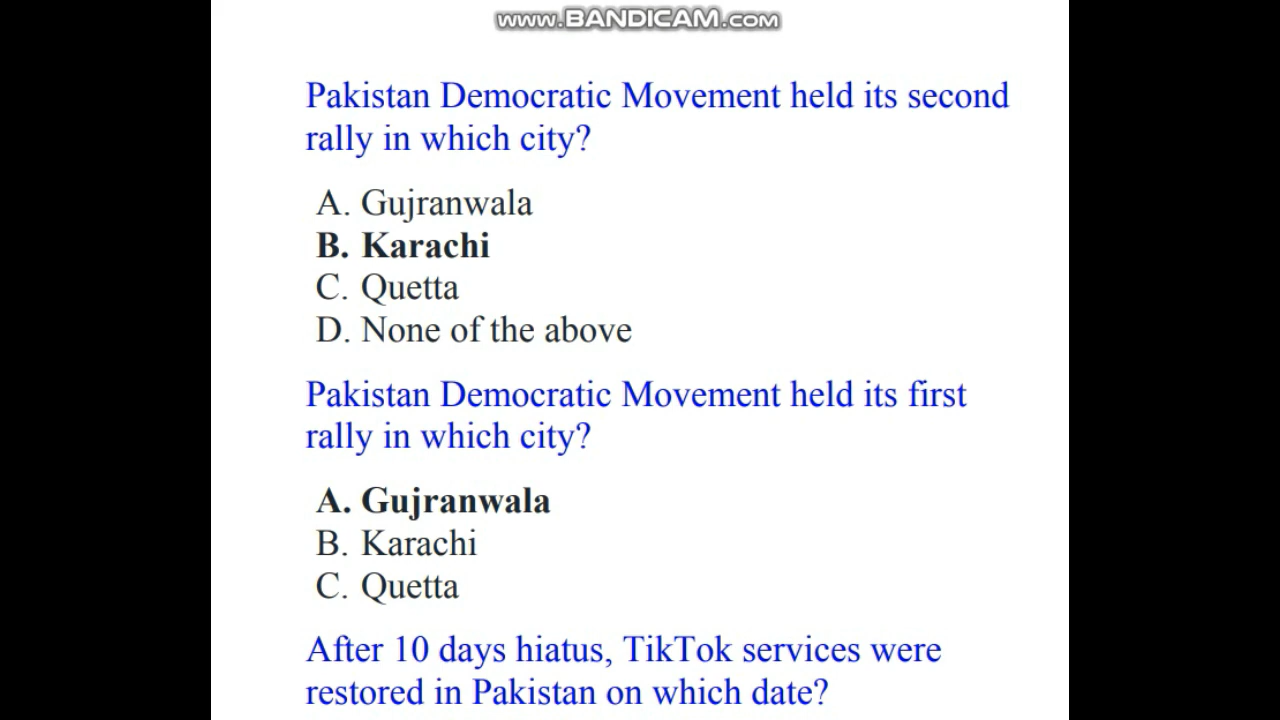 www.BANDICAM.com
Pakistan Democratic Movement held its second
rally in which city?
A. Gujranwala
B. Karachi
C. Quetta
D. None of the above
Pakistan Democratic Movement held its first
rally in which city?
A. Gujranwala
B. Karachi
C. Quetta
After 10 days hiatus, TikTok services were
restored in Pakistan on which date?